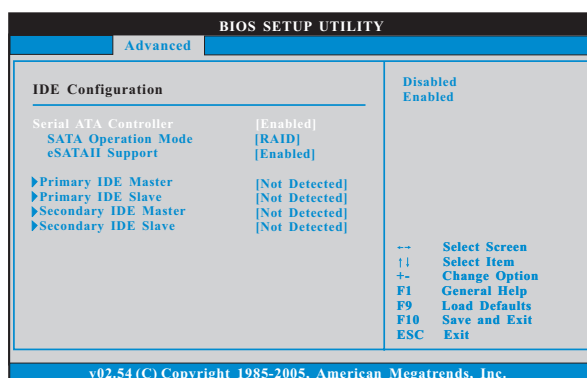 BIOS SETUP UTILITY
Advanced
IDE Configuration
Serial ATA Controller [Enabled]
SATA Operation Mode [RAID]
eSATAII Support [Enabled]
Primary IDE Master [Not Detected]
Primary IDE Slave [Not Detected]
Secondary IDE Master [Not Detected]
Secondary IDE Slave [Not Detected]
Disabled
Enabled
↔ Select Screen
↑↓ Select Item
+- Change Option
F1 General Help
F9 Load Defaults
F10 Save and Exit
ESC Exit
v02.54 (C) Copyright 1985-2005, American Megatrends, Inc.